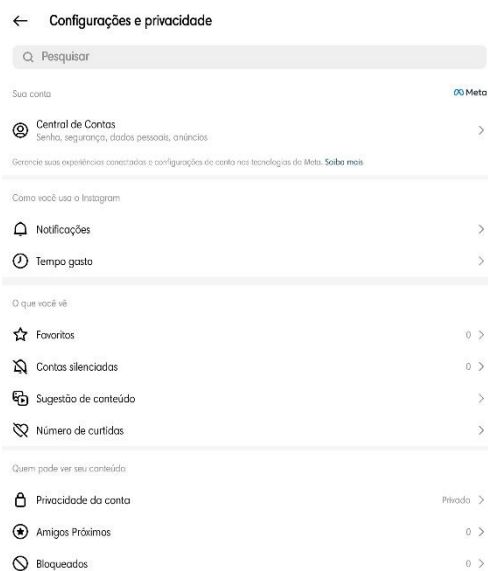 Configurações e privacidade
Pesquisar
Sua conta
Meta
Central de Contas
Senha, segurança, dados pessoais, anúncios
Gerencie suas experiências conectadas e configurações de conta nas tecnologias da Meta. Saiba mais
Como você usa o Instagram
Notificações
Tempo gasto
O que você vê
Favoritos 0
Contas silenciadas 0
Sugestão de conteúdo
Número de curtidas
Quem pode ver seu conteúdo
Privacidade da conta Privado
Amigos Próximos 0
Bloqueados 0